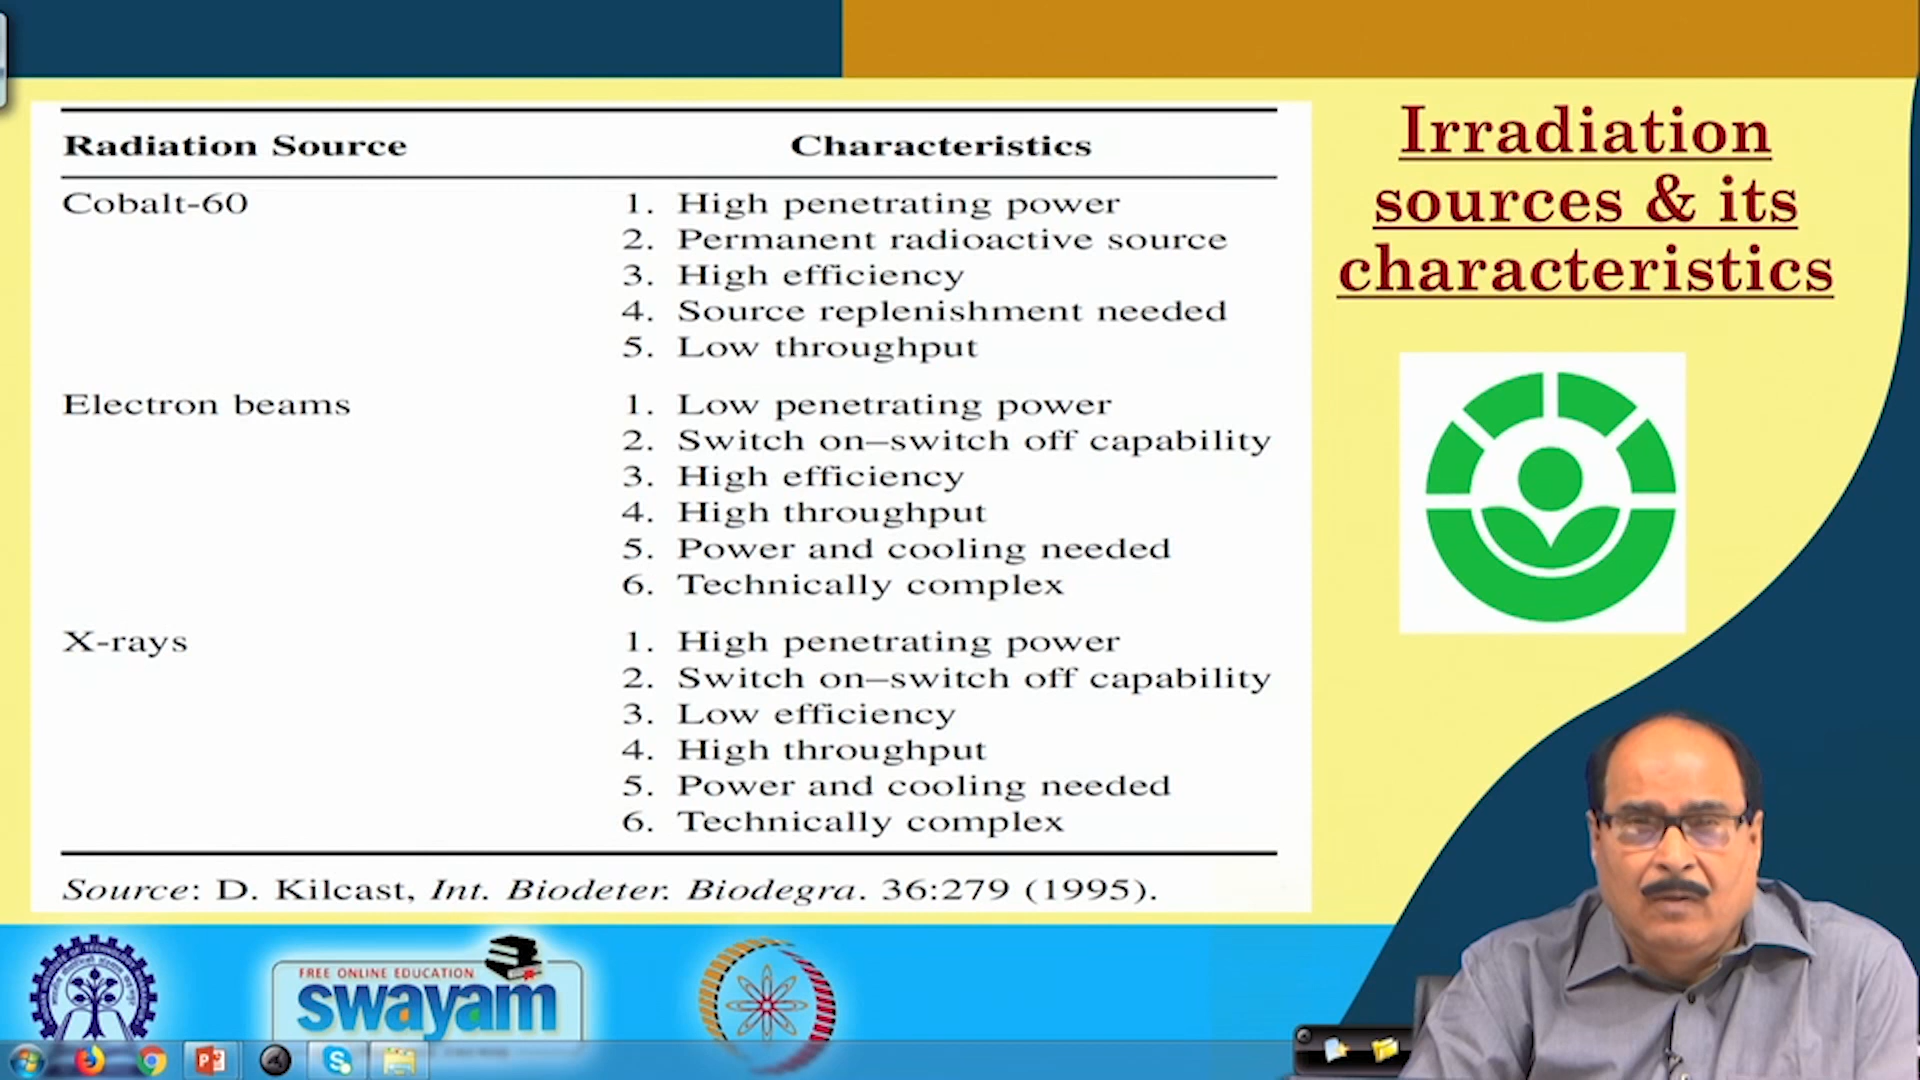 Radiation Source Characteristics
Cobalt-60 1. High penetrating power
2. Permanent radioactive source
3. High efficiency
4. Source replenishment needed
5. Low throughput
Electron beams 1. Low penetrating power
2. Switch on–switch off capability
3. High efficiency
4. High throughput
5. Power and cooling needed
6. Technically complex
X-rays 1. High penetrating power
2. Switch on–switch off capability
3. Low efficiency
4. High throughput
5. Power and cooling needed
6. Technically complex
Source: D. Kilcast, Int. Biodeter. Biodegra. 36:279 (1995).
Irradiation
sources & its
characteristics
FREE ONLINE EDUCATION
swayam